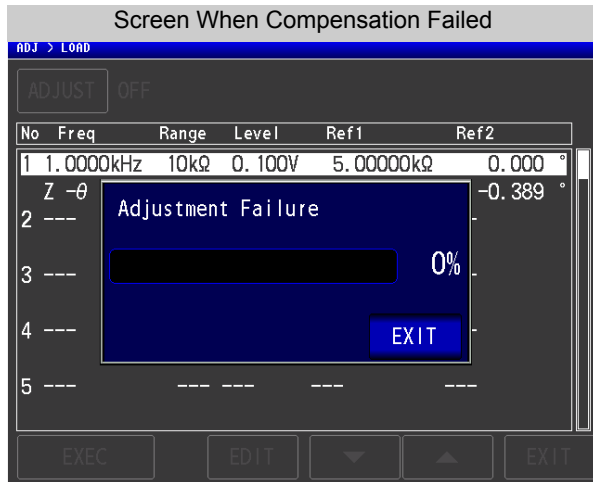 Screen When Compensation Failed
ADJ > LOAD
ADJUST OFF
No Freq Range Level Ref1 Ref2
1 1.0000kHz 10kΩ 0.100V 5.00000kΩ 0.000 °
Z -θ -0.389 °
Adjustment Failure
2 --- -
0%
3 --- -
4 --- -
EXIT
5 --- --- --- --- ---
EXEC EDIT ▼ ▲ EXIT